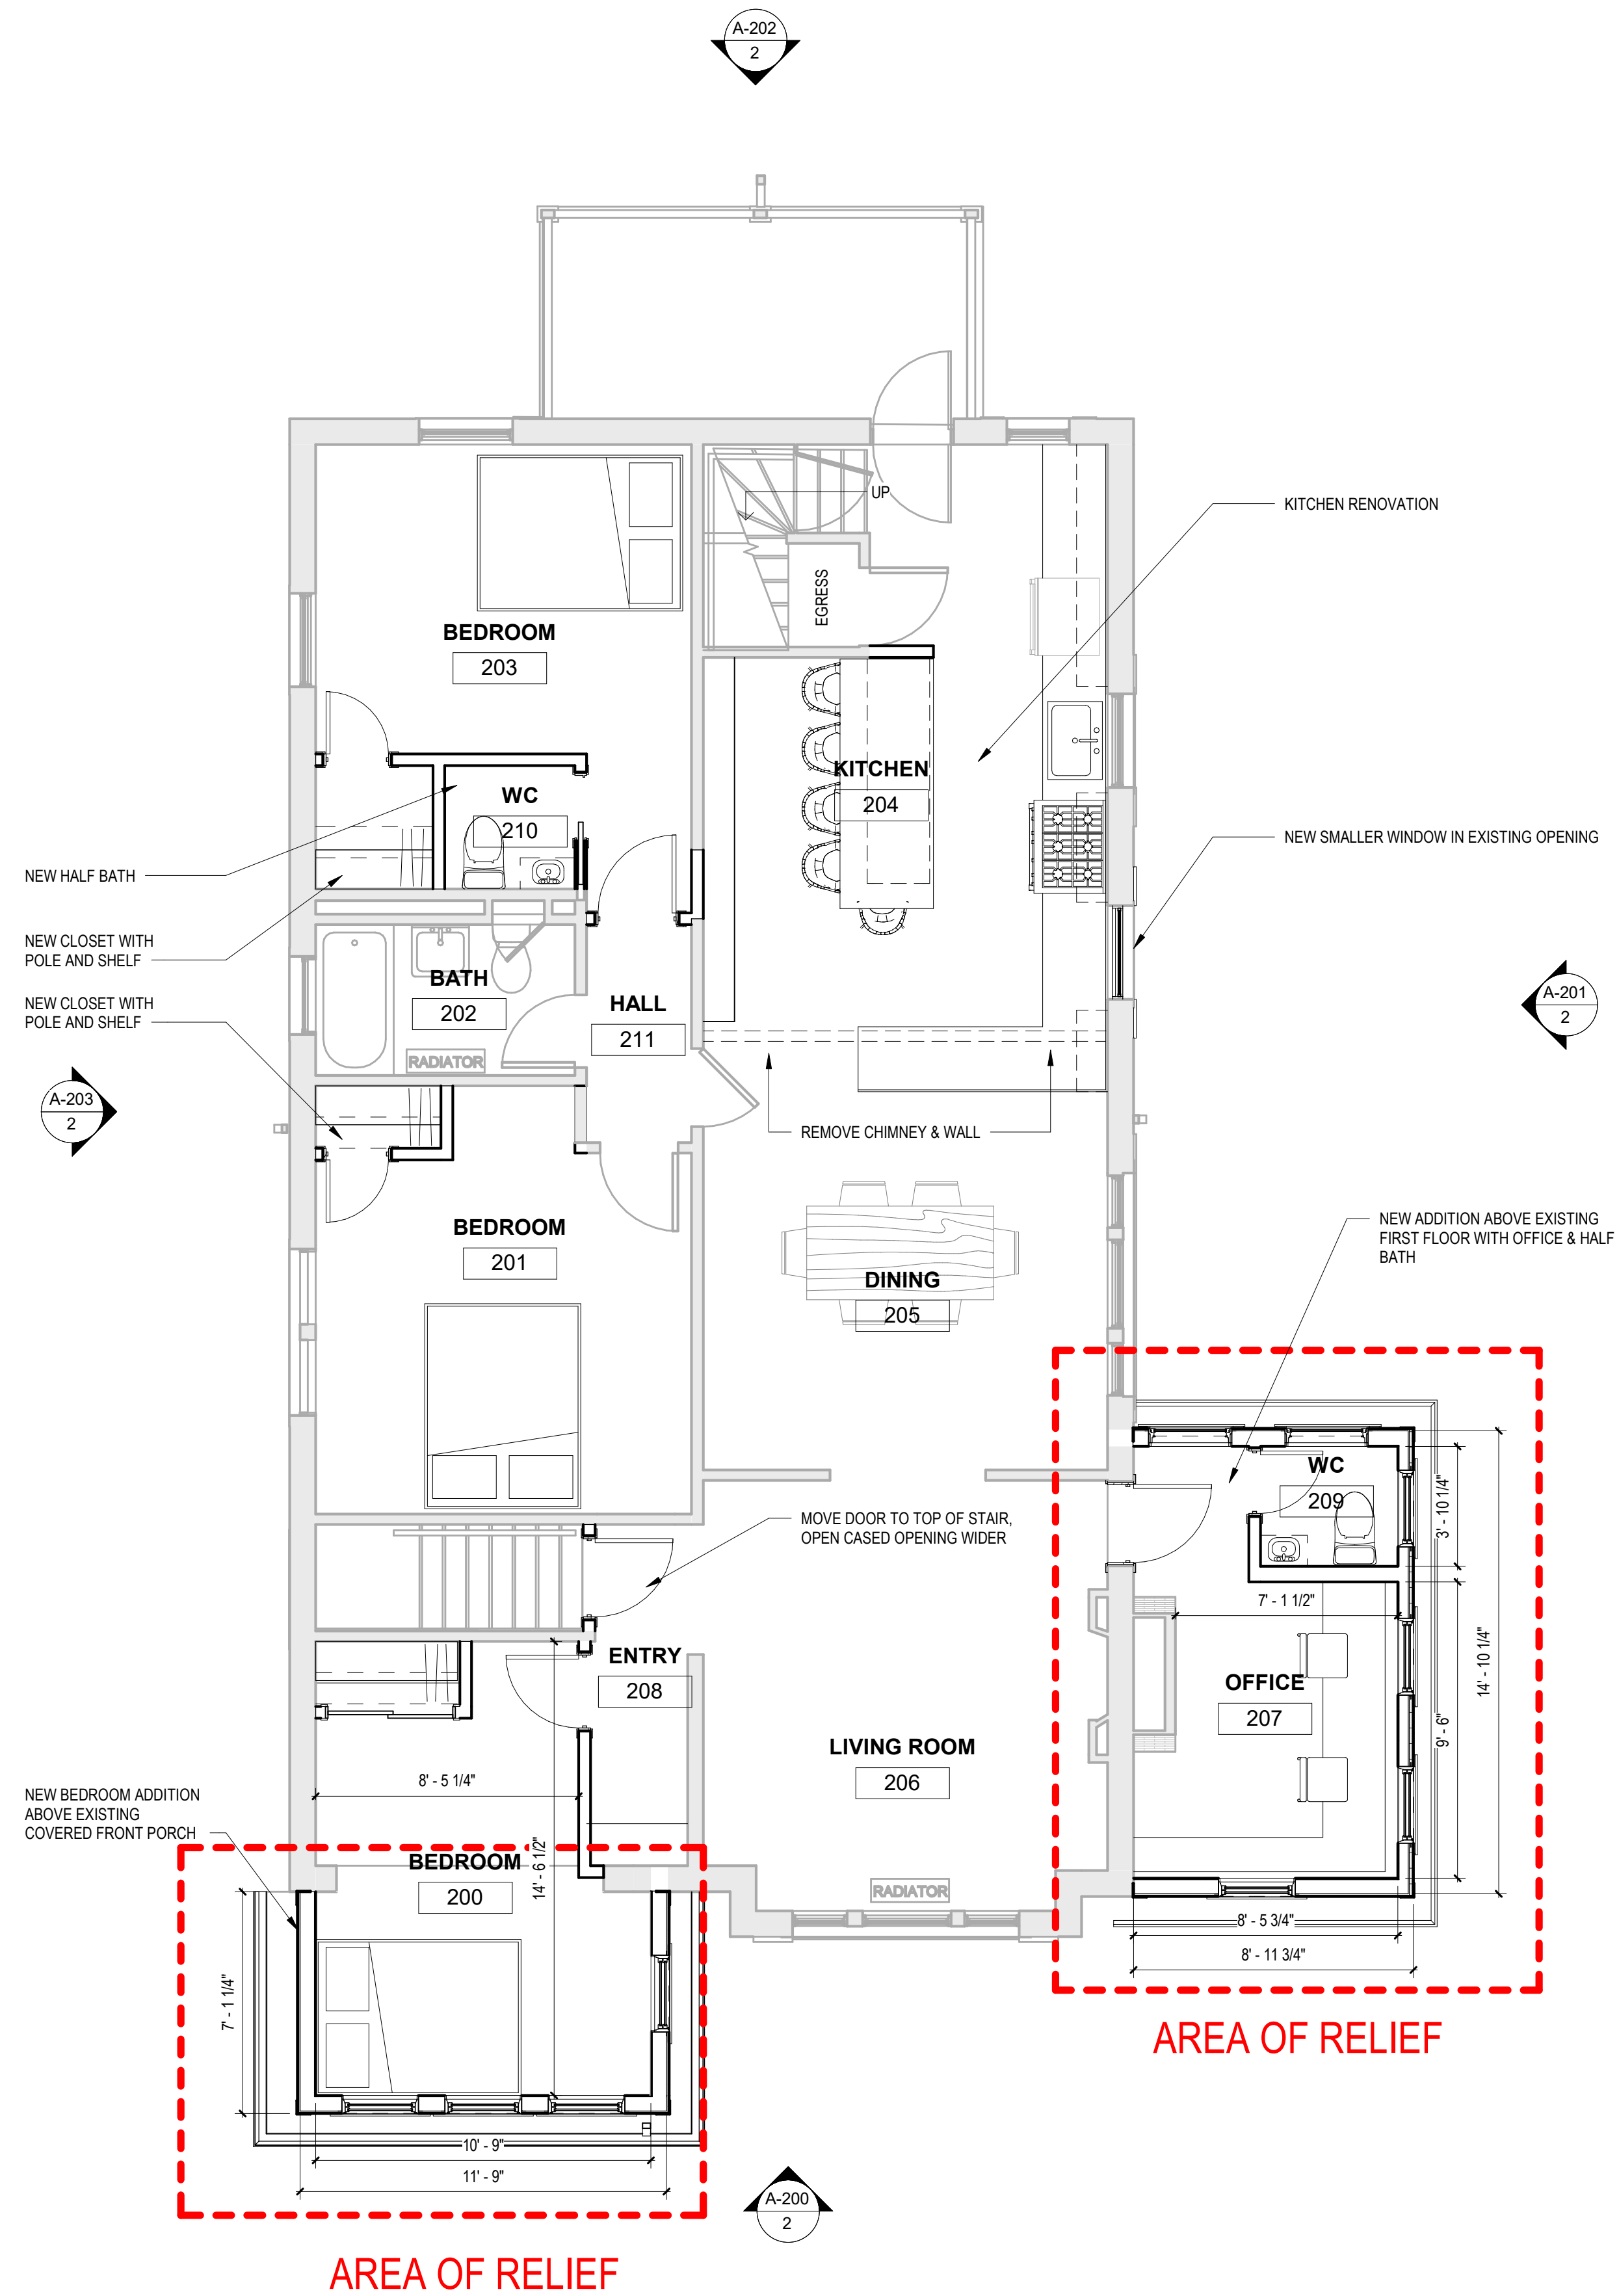 A-202
2
UP
KITCHEN RENOVATION
EGRESS
BEDROOM
203
KITCHEN
204
WC
210
NEW SMALLER WINDOW IN EXISTING OPENING
NEW HALF BATH
NEW CLOSET WITH
POLE AND SHELF
BATH
202
HALL
211
RADIATOR
A-201
2
NEW CLOSET WITH
POLE AND SHELF
A-203
2
REMOVE CHIMNEY & WALL
BEDROOM
201
NEW ADDITION ABOVE EXISTING
FIRST FLOOR WITH OFFICE & HALF
BATH
DINING
205
WC
209
3' - 10 1/4"
MOVE DOOR TO TOP OF STAIR,
OPEN CASED OPENING WIDER
7' - 1 1/2"
14' - 10 1/4"
ENTRY
208
OFFICE
207
9' - 6"
LIVING ROOM
206
8' - 5 1/4"
NEW BEDROOM ADDITION
ABOVE EXISTING
COVERED FRONT PORCH
14' - 6 1/2"
BEDROOM
200
RADIATOR
8' - 5 3/4"
8' - 11 3/4"
7' - 1 1/4"
AREA OF RELIEF
10' - 9"
11' - 9"
A-200
2
AREA OF RELIEF